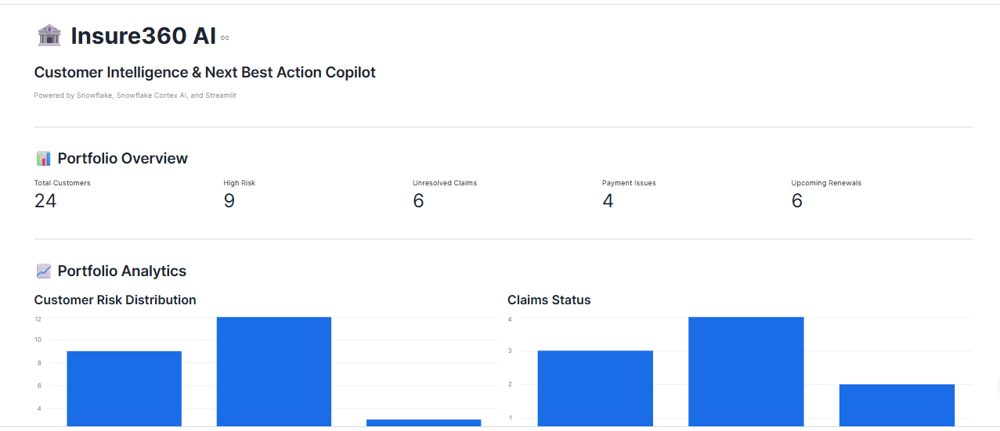 Insure360 AI
Customer Intelligence & Next Best Action Copilot
Powered by Snowflake, Snowflake Cortex AI, and Streamlit
Portfolio Overview
Total Customers
24
High Risk
9
Unresolved Claims
6
Payment Issues
4
Upcoming Renewals
6
Portfolio Analytics
Customer Risk Distribution
12
10
8
6
4
Claims Status
4
3
2
1